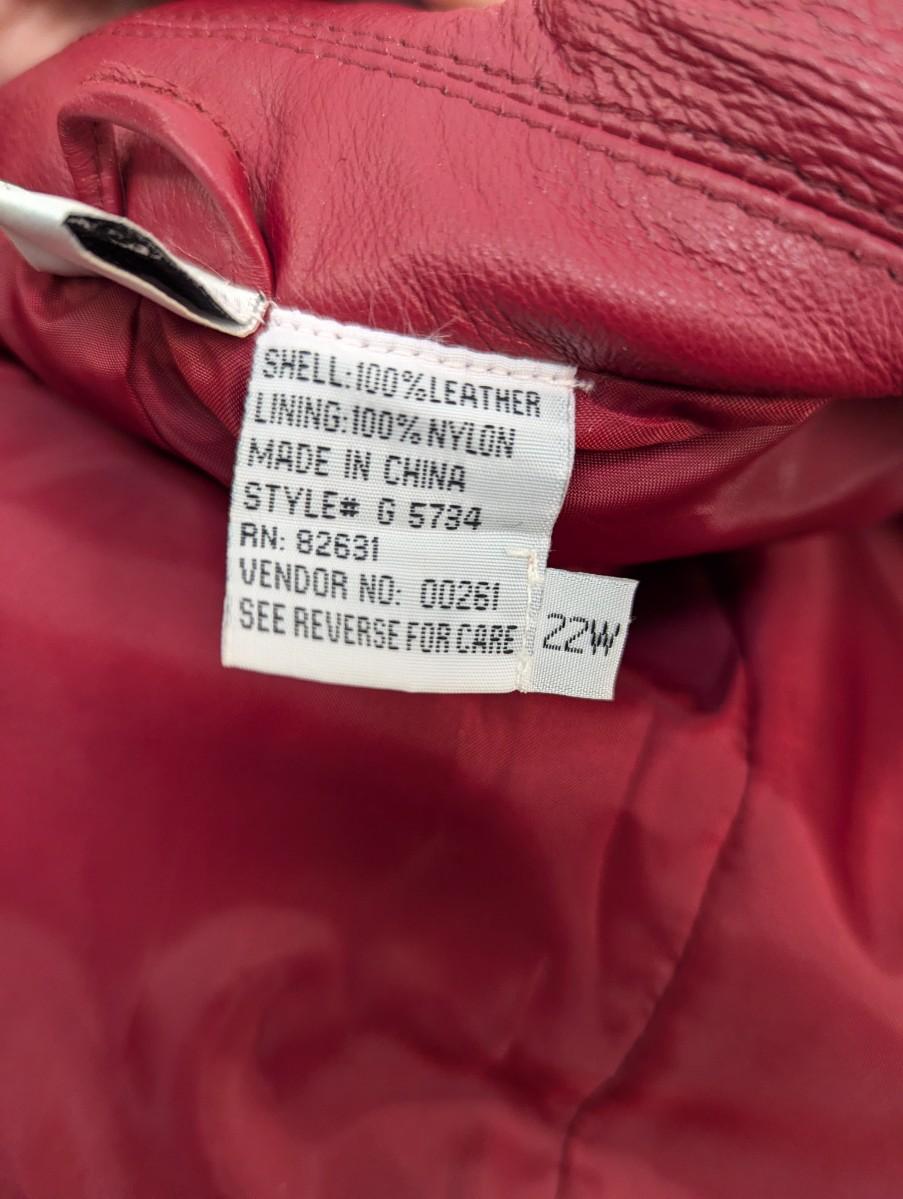 SHELL:100%LEATHER
LINING:100% NYLON
MADE IN CHINA
STYLE# G 5734
RN: 82631
VENDOR NO: 00261
SEE REVERSE FOR CARE
22W